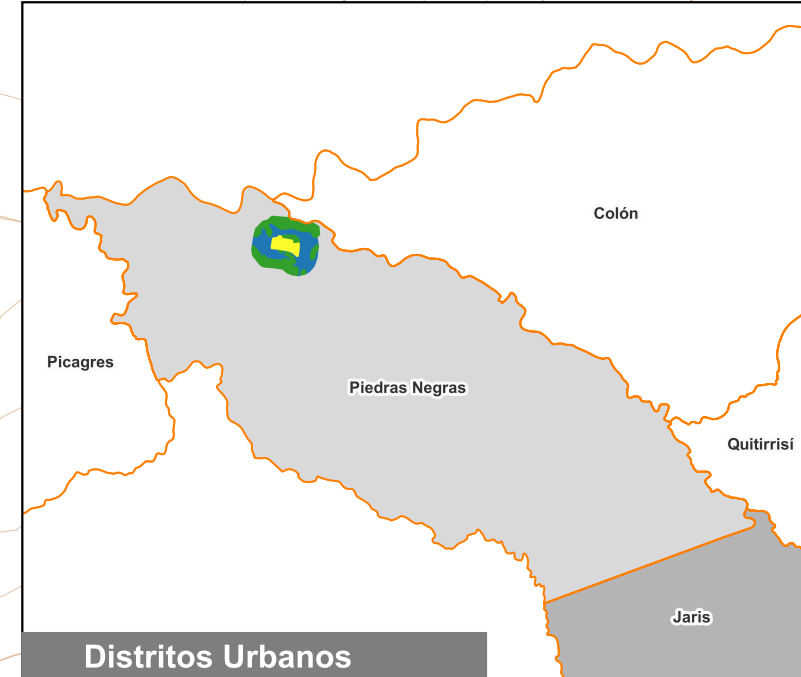 Colón
Picagres
Piedras Negras
Quitirrisí
Jaris
Distritos Urbanos